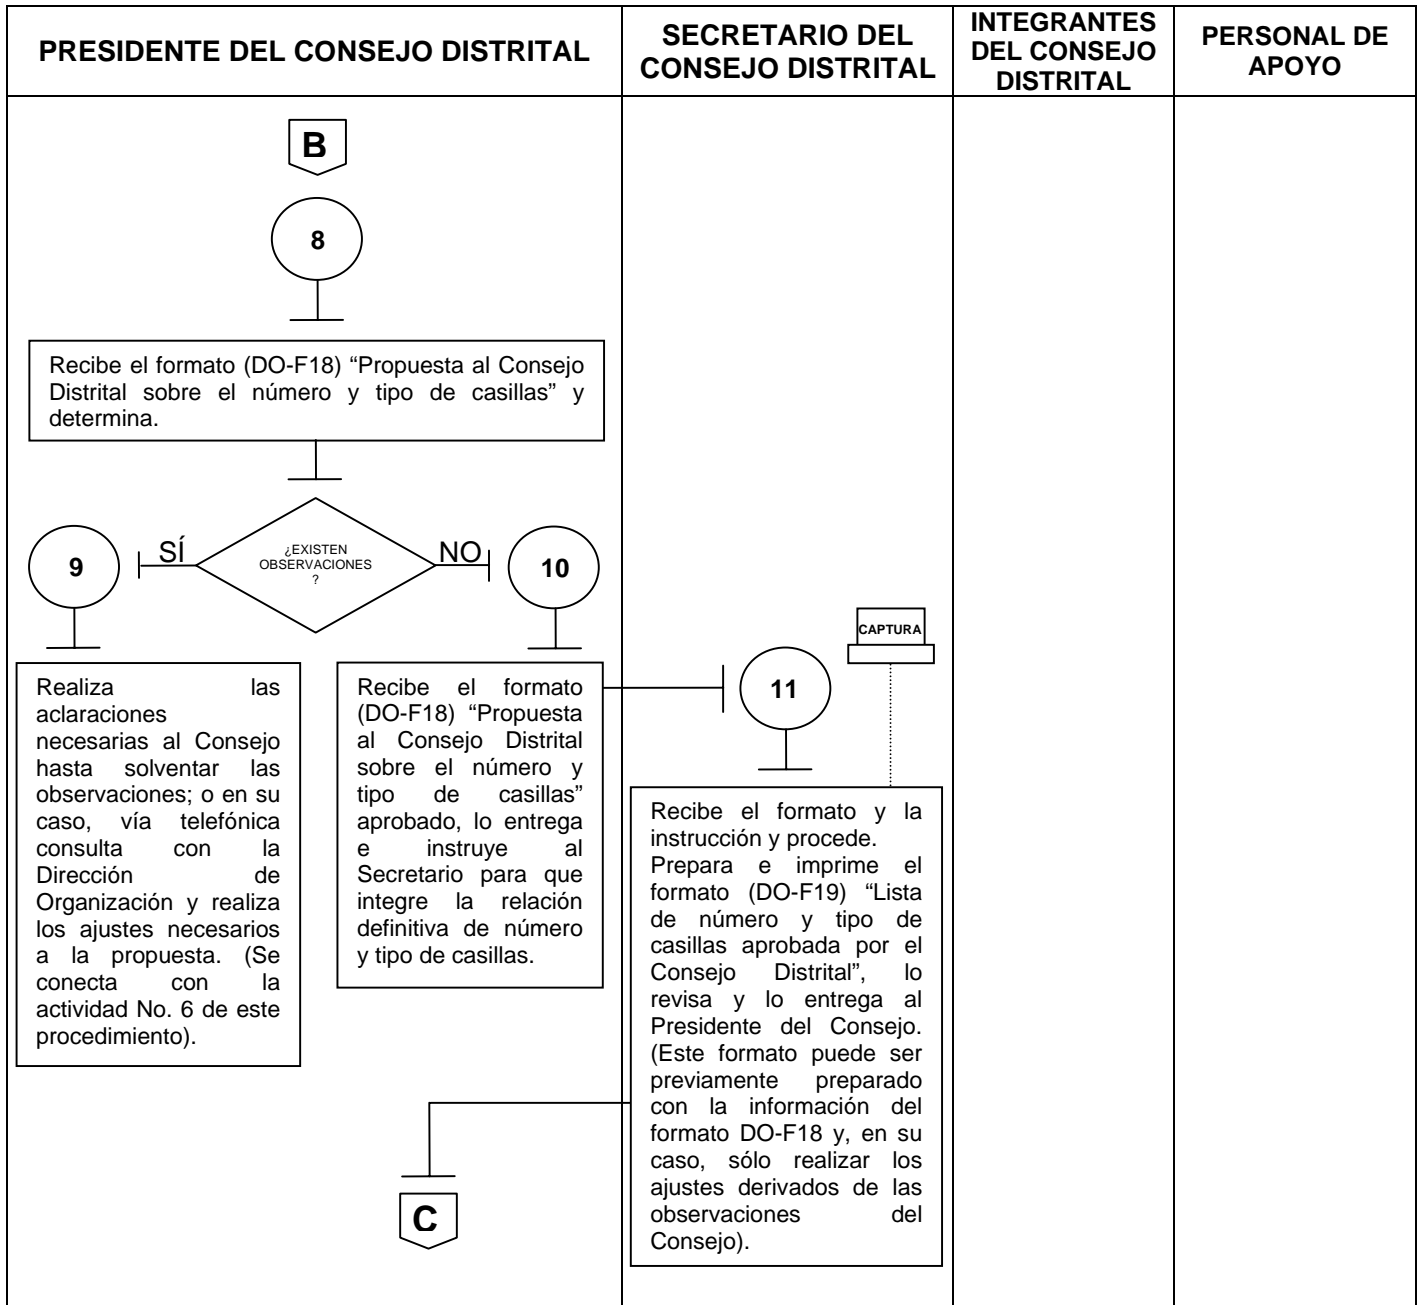 PRESIDENTE DEL CONSEJO DISTRITAL
SECRETARIO DEL
CONSEJO DISTRITAL
INTEGRANTES
DEL CONSEJO
DISTRITAL
PERSONAL DE
APOYO
B
8
Recibe el formato (DO-F18) “Propuesta al Consejo
Distrital sobre el número y tipo de casillas” y
determina.
¿EXISTEN
OBSERVACIONES
?
SÍ
NO
9
10
Realiza las
aclaraciones
necesarias al Consejo
hasta solventar las
observaciones; o en su
caso, vía telefónica
consulta con la
Dirección de
Organización y realiza
los ajustes necesarios
a la propuesta. (Se
conecta con la
actividad No. 6 de este
procedimiento).
Recibe el formato
(DO-F18) “Propuesta
al Consejo Distrital
sobre el número y
tipo de casillas”
aprobado, lo entrega
e instruye al
Secretario para que
integre la relación
definitiva de número
y tipo de casillas.
11
CAPTURA
Recibe el formato y la
instrucción y procede.
Prepara e imprime el
formato (DO-F19) “Lista
de número y tipo de
casillas aprobada por el
Consejo Distrital”, lo
revisa y lo entrega al
Presidente del Consejo.
(Este formato puede ser
previamente preparado
con la información del
formato DO-F18 y, en su
caso, sólo realizar los
ajustes derivados de las
observaciones del
Consejo).
C